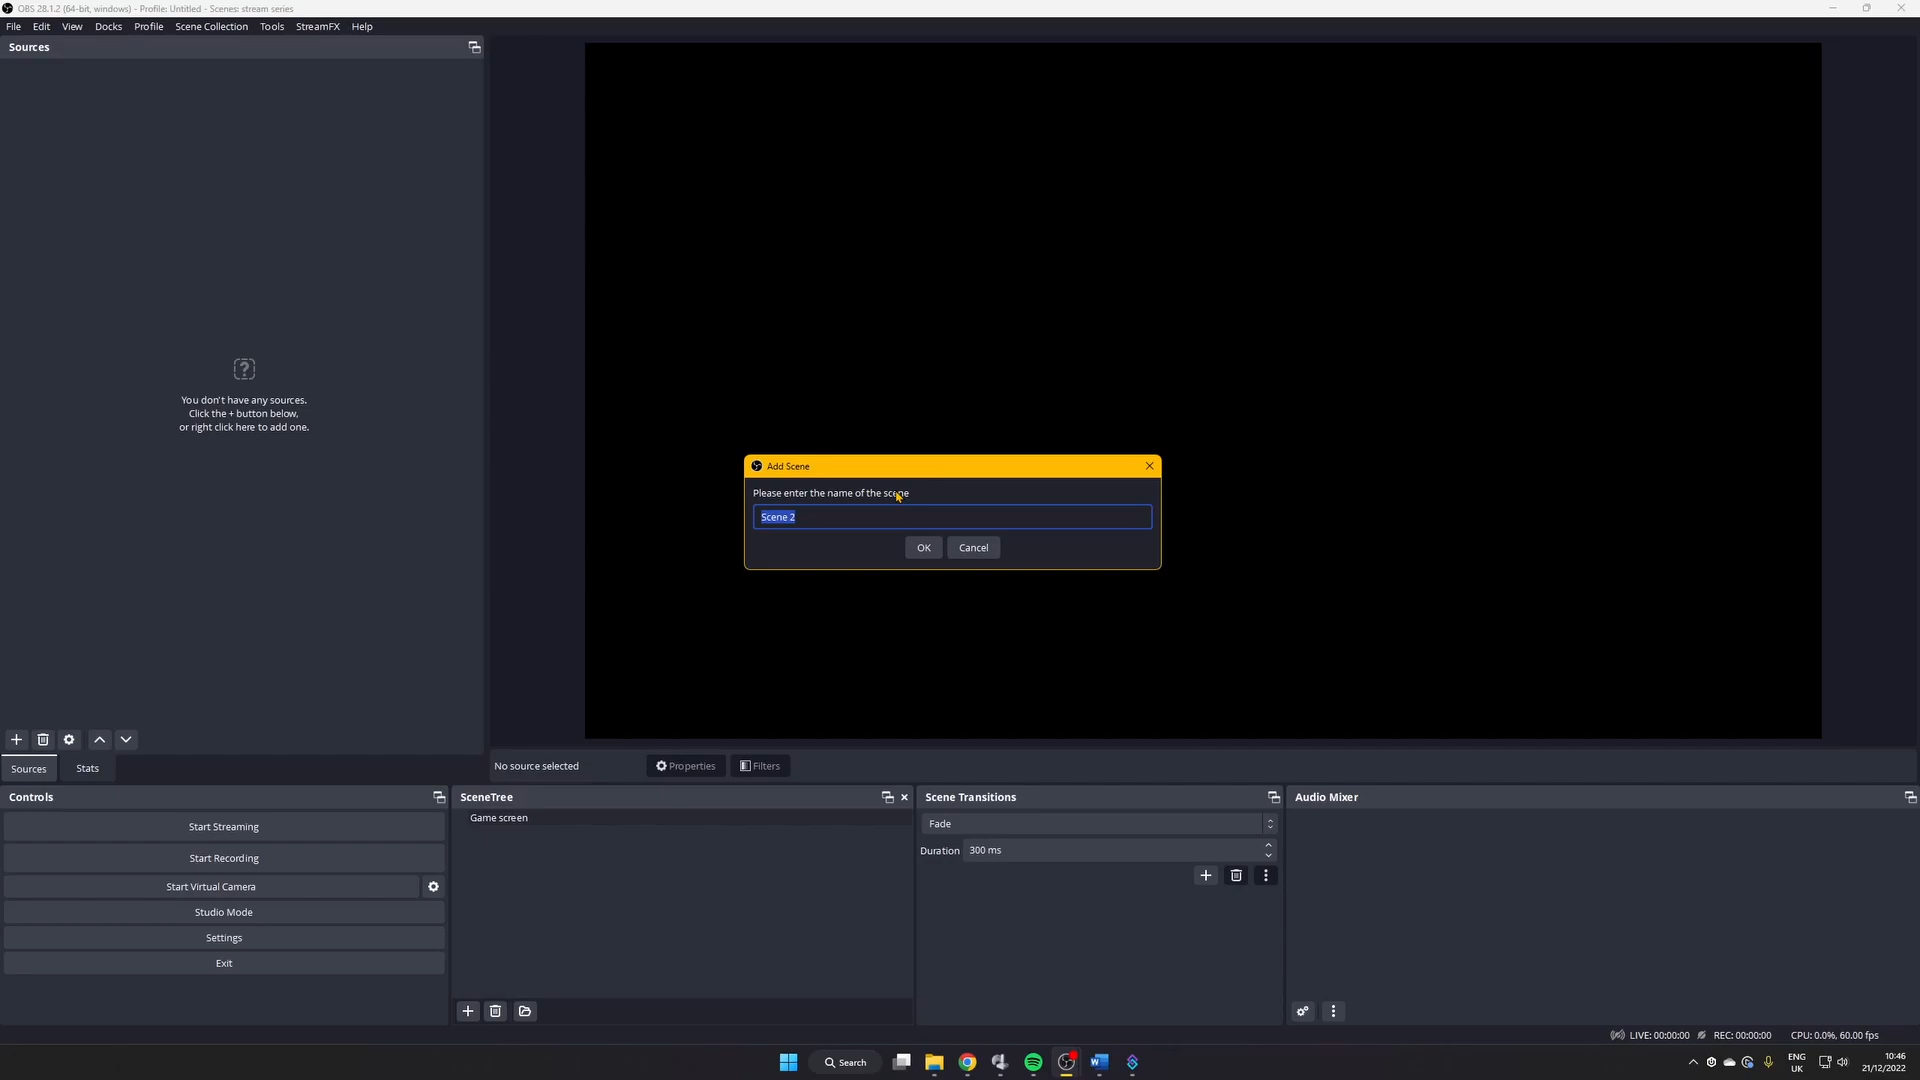 OBS 28.1.2 (64-bit, windows) - Profile: Untitled - Scenes: stream series
File Edit View Docks Profile Scene Collection Tools StreamFX Help
Sources
You don't have any sources.
Click the + button below,
or right click here to add one.
Add Scene
Please enter the name of the scene
Scene 2
OK Cancel
Sources Stats
No source selected Properties Filters
Controls
Start Streaming
Start Recording
Start Virtual Camera
Studio Mode
Settings
Exit
SceneTree
Game screen
Scene Transitions
Fade
Duration 300 ms
Audio Mixer
LIVE: 00:00:00 REC: 00:00:00 CPU: 0.0%, 60.00 fps
Search
ENG
UK
10:46
21/12/2022